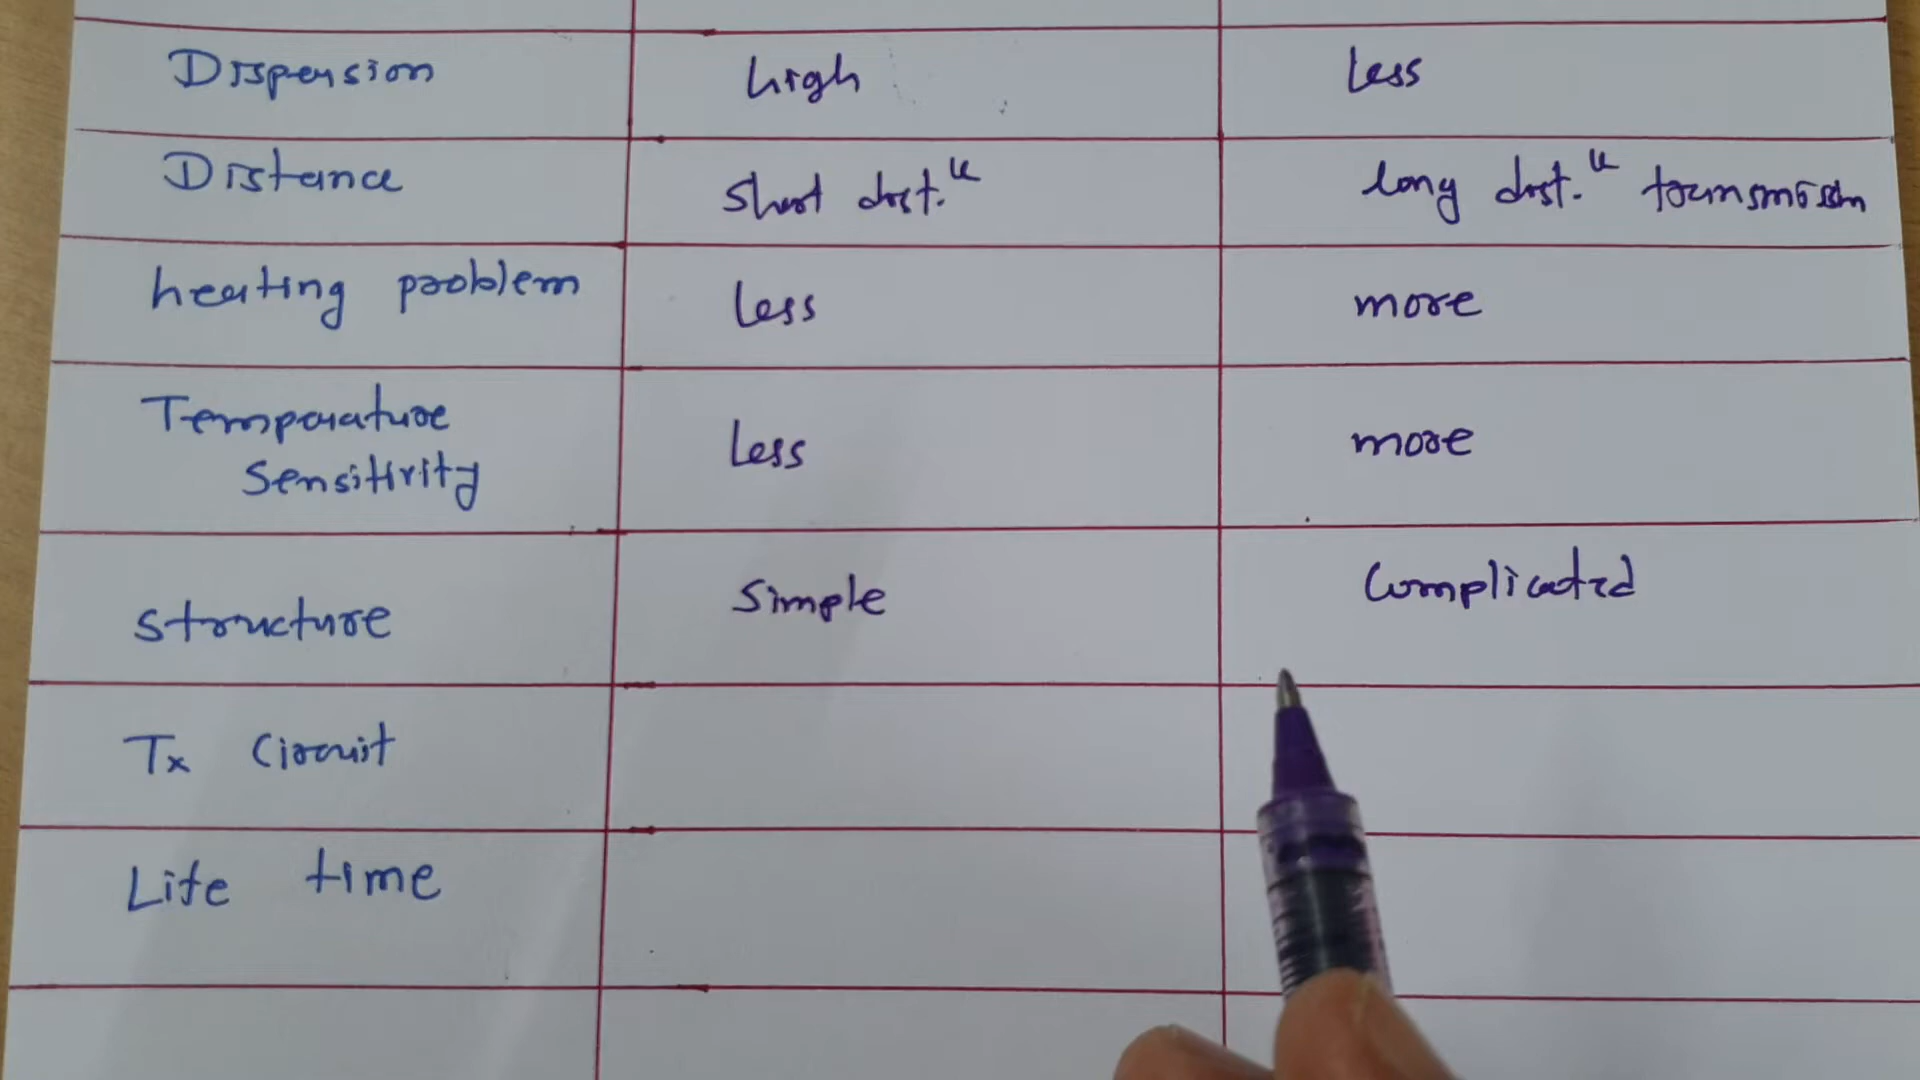 Dispersion high Less
Distance Short dist. long dist. transmission
heating problem Less more
Temperature Less more
Sensitivity
Structure Simple Complicated
Tx Circuit
Life time